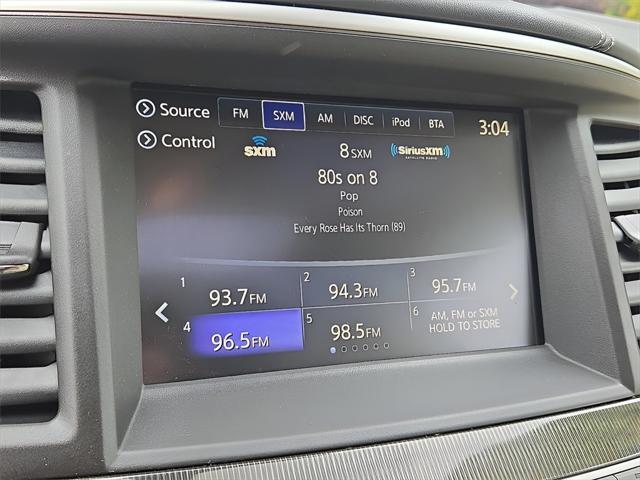 Source FM SXM AM DISC iPod BTA 3:04
Control
sxm 8 SXM ((SiriusXM))
SATELLITE RADIO
80s on 8
Pop
Poison
Every Rose Has Its Thorn (89)
1 93.7FM 2 94.3FM 3 95.7FM
4 96.5FM 5 98.5FM 6 AM, FM or SXM
HOLD TO STORE